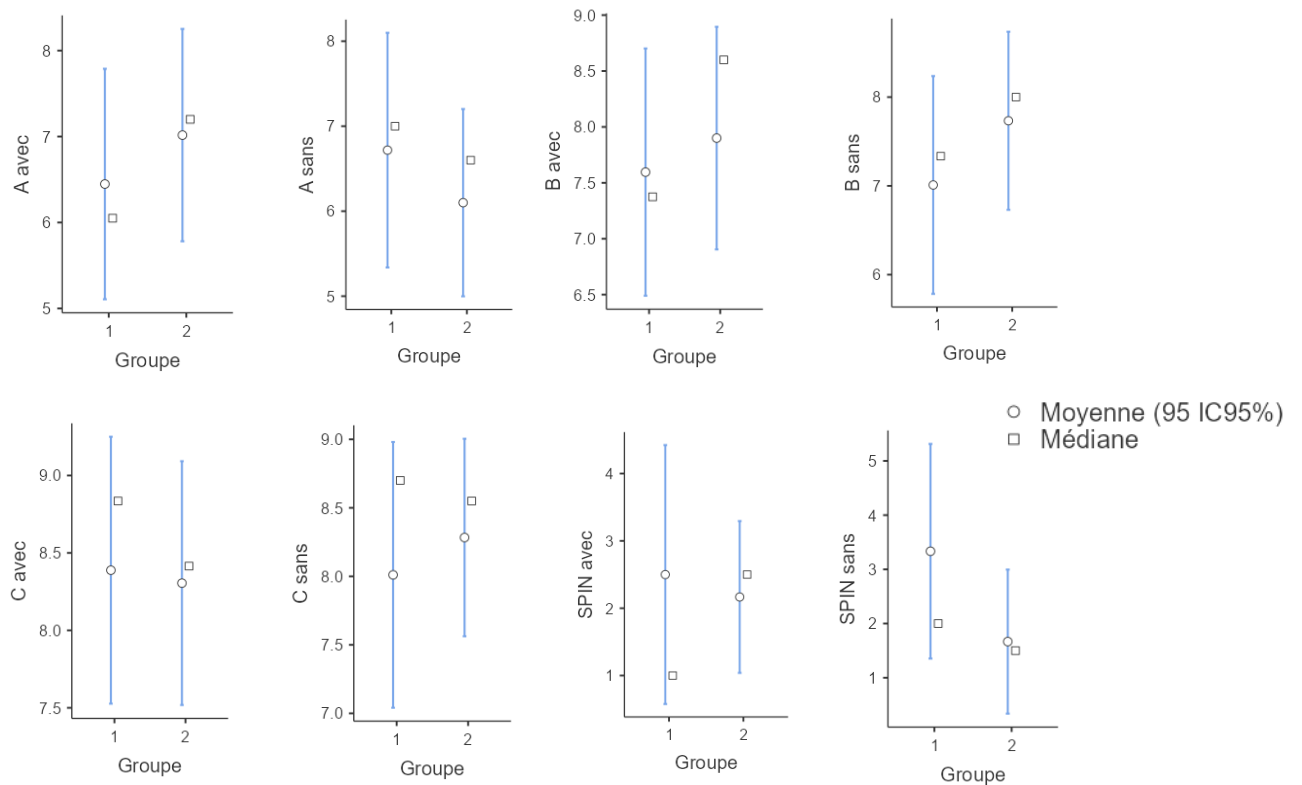 A avec
8
7
6
5
1 2
Groupe
A sans
8
7
6
5
1 2
Groupe
B avec
9.0
8.5
8.0
7.5
7.0
6.5
1 2
Groupe
B sans
8
7
6
1 2
Groupe
Moyenne (95 IC95%)
Médiane
C avec
9.0
8.5
8.0
7.5
1 2
Groupe
C sans
9.0
8.5
8.0
7.5
7.0
1 2
Groupe
SPIN avec
4
3
2
1
1 2
Groupe
SPIN sans
5
4
3
2
1
1 2
Groupe